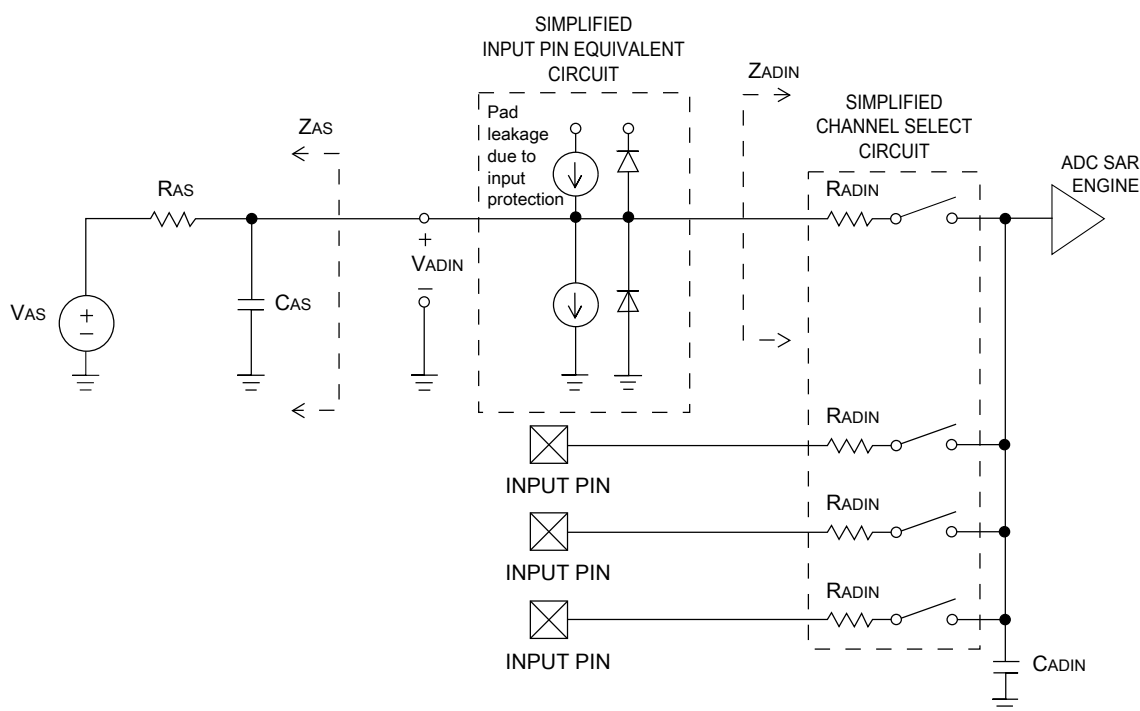 SIMPLIFIED
INPUT PIN EQUIVALENT
CIRCUIT
ZADIN
SIMPLIFIED
CHANNEL SELECT
CIRCUIT
Pad
leakage
due to
input
protection
ZAS
ADC SAR
ENGINE
RAS
RADIN
+
VADIN
–
VAS
+
–
CAS
RADIN
INPUT PIN
RADIN
INPUT PIN
RADIN
INPUT PIN
CADIN